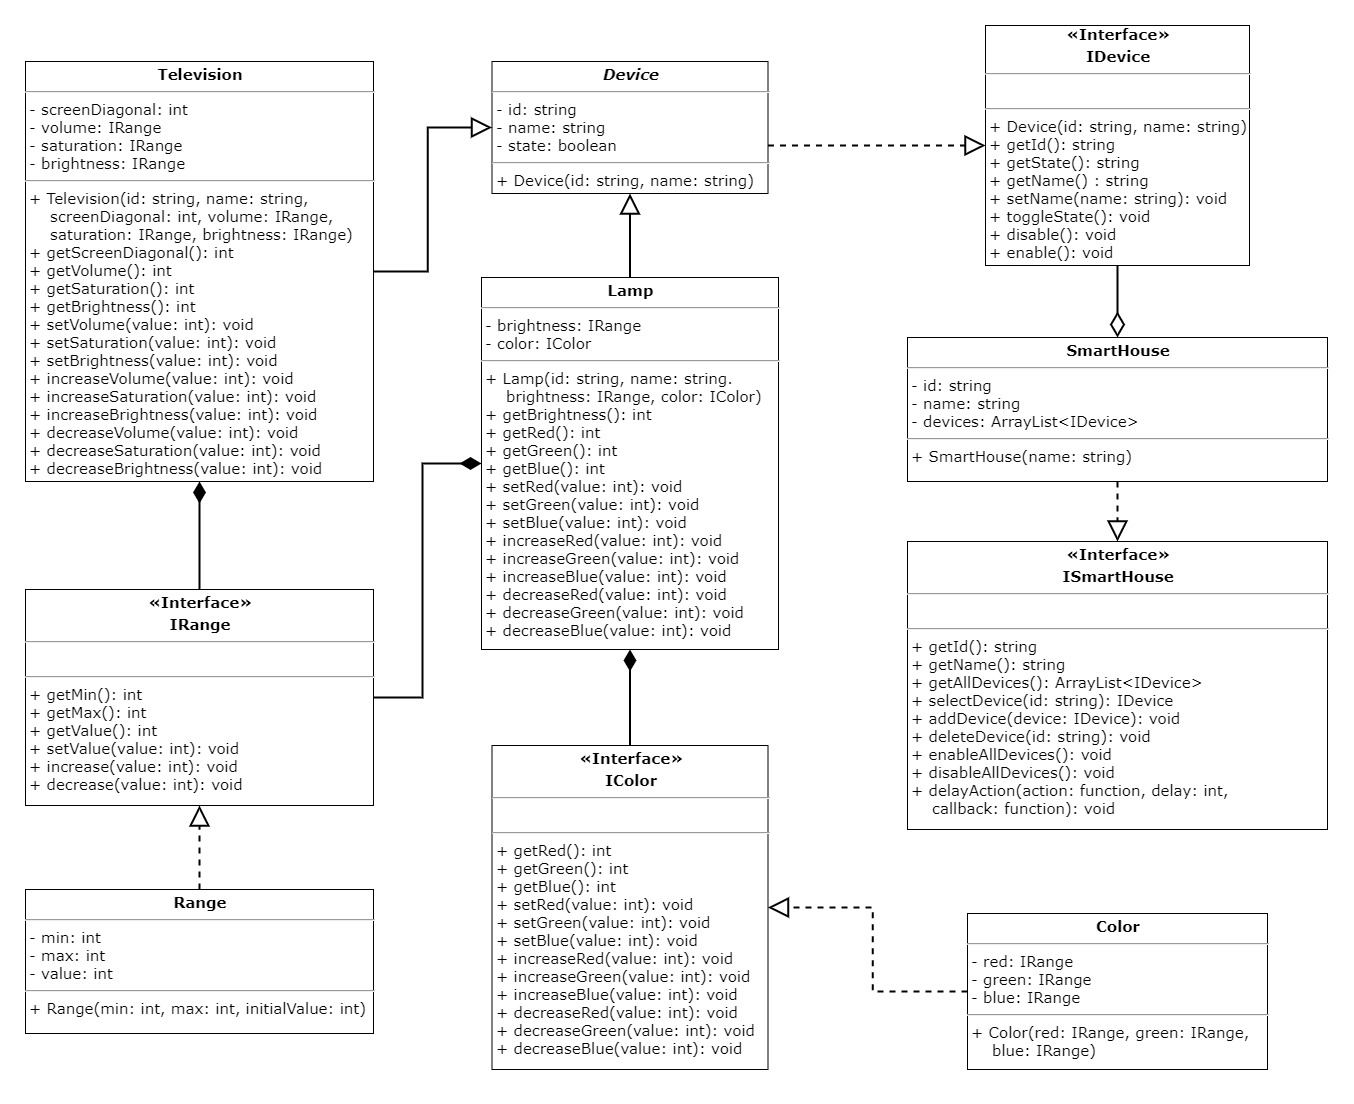 Television
- screenDiagonal: int
- volume: IRange
- saturation: IRange
- brightness: IRange
+ Television(id: string, name: string,
screenDiagonal: int, volume: IRange,
saturation: IRange, brightness: IRange)
+ getScreenDiagonal(): int
+ getVolume(): int
+ getSaturation(): int
+ getBrightness(): int
+ setVolume(value: int): void
+ setSaturation(value: int): void
+ setBrightness(value: int): void
+ increaseVolume(value: int): void
+ increaseSaturation(value: int): void
+ increaseBrightness(value: int): void
+ decreaseVolume(value: int): void
+ decreaseSaturation(value: int): void
+ decreaseBrightness(value: int): void
«Interface»
IRange
+ getMin(): int
+ getMax(): int
+ getValue(): int
+ setValue(value: int): void
+ increase(value: int): void
+ decrease(value: int): void
Range
- min: int
- max: int
- value: int
+ Range(min: int, max: int, initialValue: int)
Device
- id: string
- name: string
- state: boolean
+ Device(id: string, name: string)
Lamp
- brightness: IRange
- color: IColor
+ Lamp(id: string, name: string.
brightness: IRange, color: IColor)
+ getBrightness(): int
+ getRed(): int
+ getGreen(): int
+ getBlue(): int
+ setRed(value: int): void
+ setGreen(value: int): void
+ setBlue(value: int): void
+ increaseRed(value: int): void
+ increaseGreen(value: int): void
+ increaseBlue(value: int): void
+ decreaseRed(value: int): void
+ decreaseGreen(value: int): void
+ decreaseBlue(value: int): void
«Interface»
IColor
+ getRed(): int
+ getGreen(): int
+ getBlue(): int
+ setRed(value: int): void
+ setGreen(value: int): void
+ setBlue(value: int): void
+ increaseRed(value: int): void
+ increaseGreen(value: int): void
+ increaseBlue(value: int): void
+ decreaseRed(value: int): void
+ decreaseGreen(value: int): void
+ decreaseBlue(value: int): void
«Interface»
IDevice
+ Device(id: string, name: string)
+ getId(): string
+ getState(): string
+ getName() : string
+ setName(name: string): void
+ toggleState(): void
+ disable(): void
+ enable(): void
SmartHouse
- id: string
- name: string
- devices: ArrayList<IDevice>
+ SmartHouse(name: string)
«Interface»
ISmartHouse
+ getId(): string
+ getName(): string
+ getAllDevices(): ArrayList<IDevice>
+ selectDevice(id: string): IDevice
+ addDevice(device: IDevice): void
+ deleteDevice(id: string): void
+ enableAllDevices(): void
+ disableAllDevices(): void
+ delayAction(action: function, delay: int,
callback: function): void
Color
- red: IRange
- green: IRange
- blue: IRange
+ Color(red: IRange, green: IRange,
blue: IRange)